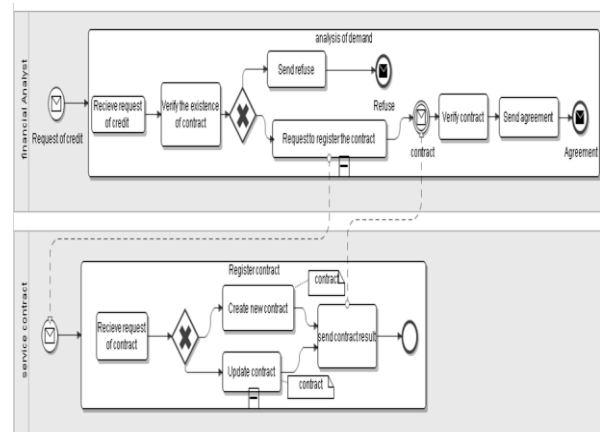 financial Analyst
analysis of demand
Request of credit
Recieve request
of credit
Verify the existence
of contract
Send refuse
Refuse
Request to register the contract
contract
Verify contract
Send agreement
Agreement
service contract
Register contract
Recieve request
of contract
Create new contract
contract
Update contract
contract
send contract result